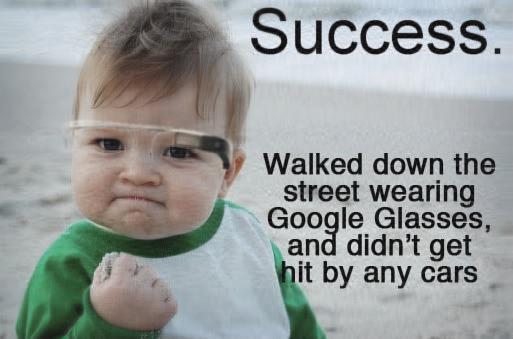 Success.
Walked down the
street wearing
Google Glasses,
and didn't get
hit by any cars